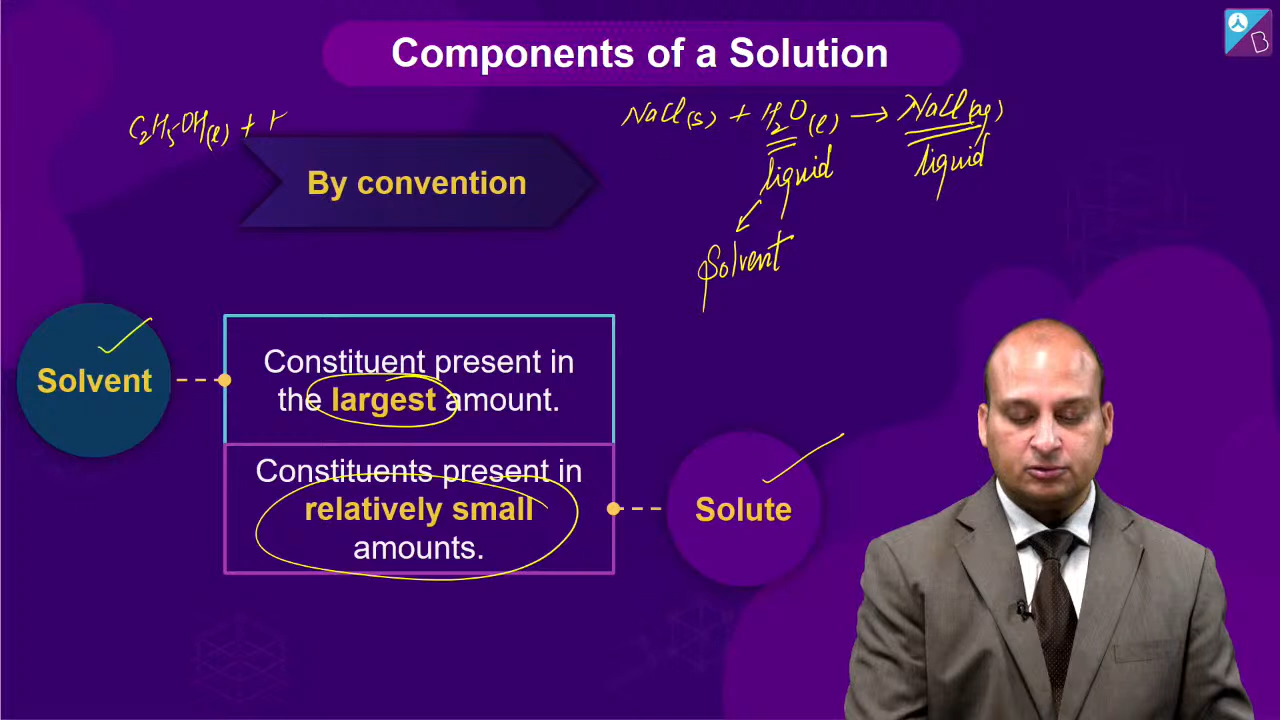 Components of a Solution
C₂H₅OH(l) +
NaCl(s) + H₂O(l) → NaCl(aq)
liquid
liquid
Solvent
By convention
Solvent
Constituent present in
the largest amount.
Constituents present in
relatively small
amounts.
Solute
B